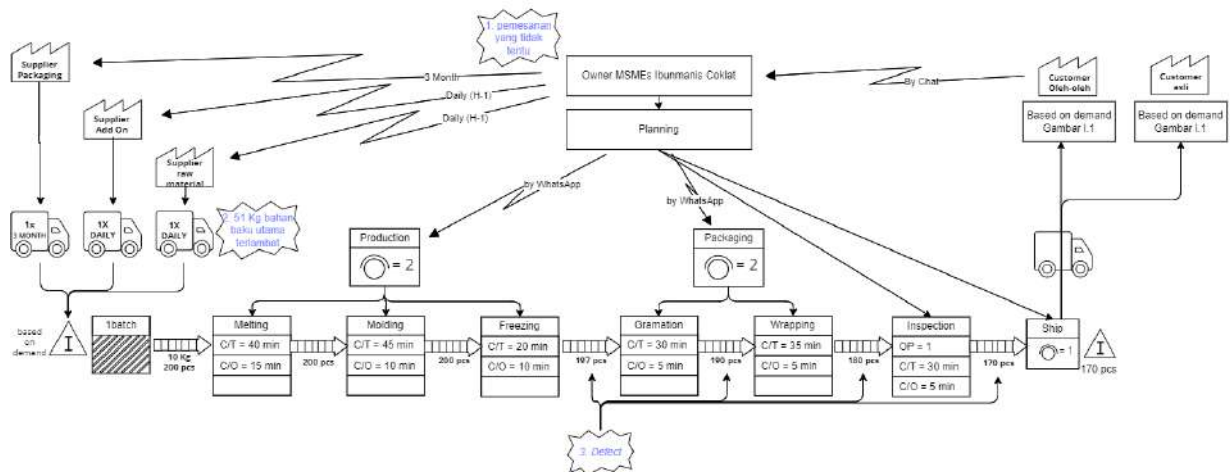 1. pemesanan
yang tidak
tentu
Supplier
Packaging
3 Month
Owner MSMEs Ibunmanis Coklat
By Chat
Customer
Oleh-oleh
Customer
asli
Supplier
Add On
Daily (H-1)
Daily (H-1)
Planning
Based on demand
Gambar I.1
Based on demand
Gambar I.1
Supplier
raw
material
by WhatsApp
by WhatsApp
1x
3 MONTH
1X
DAILY
1X
DAILY
2. 51 Kg bahan
baku utama
terlambat
Production
= 2
Packaging
= 2
based
on
demand
I
1batch
10 Kg
200 pcs
Melting
C/T = 40 min
C/O = 15 min
200 pcs
Molding
C/T = 45 min
C/O = 10 min
200 pcs
Freezing
C/T = 20 min
C/O = 10 min
197 pcs
Gramation
C/T = 30 min
C/O = 5 min
190 pcs
Wrapping
C/T = 35 min
C/O = 5 min
180 pcs
Inspection
OP = 1
C/T = 30 min
C/O = 5 min
170 pcs
Ship
= 1
I
170 pcs
3. Defect